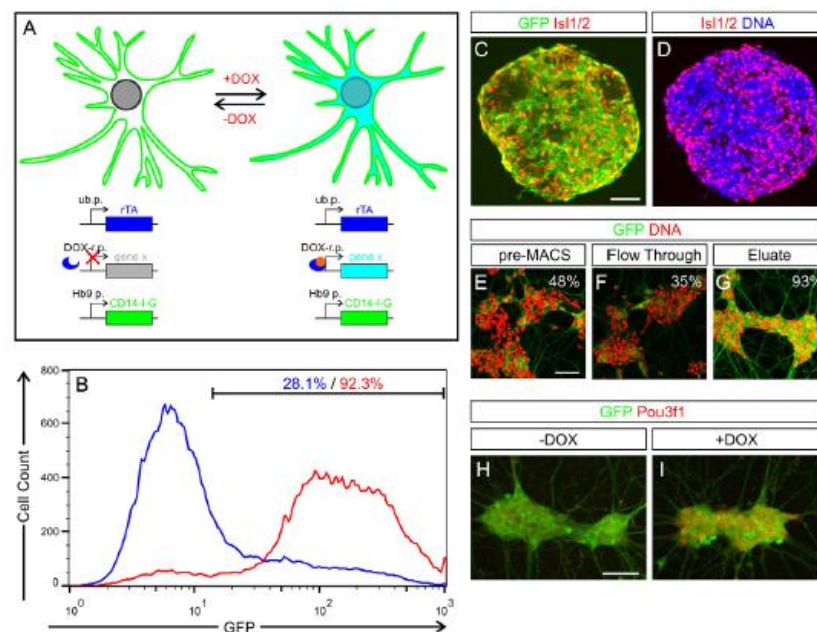 A
+DOX
-DOX
ub.p.
rTA
ub.p.
rTA
DOX-r.p.
gene x
DOX-r.p.
gene x
Hb9 p.
CD14-I-G
Hb9 p.
CD14-I-G
B
28.1% / 92.3%
800
600
400
200
0
Cell Count
10^0
10^1
10^2
10^3
GFP
GFP Isl1/2
Isl1/2 DNA
C
D
GFP DNA
pre-MACS
Flow Through
Eluate
E
48%
F
35%
G
93%
GFP Pou3f1
-DOX
+DOX
H
I